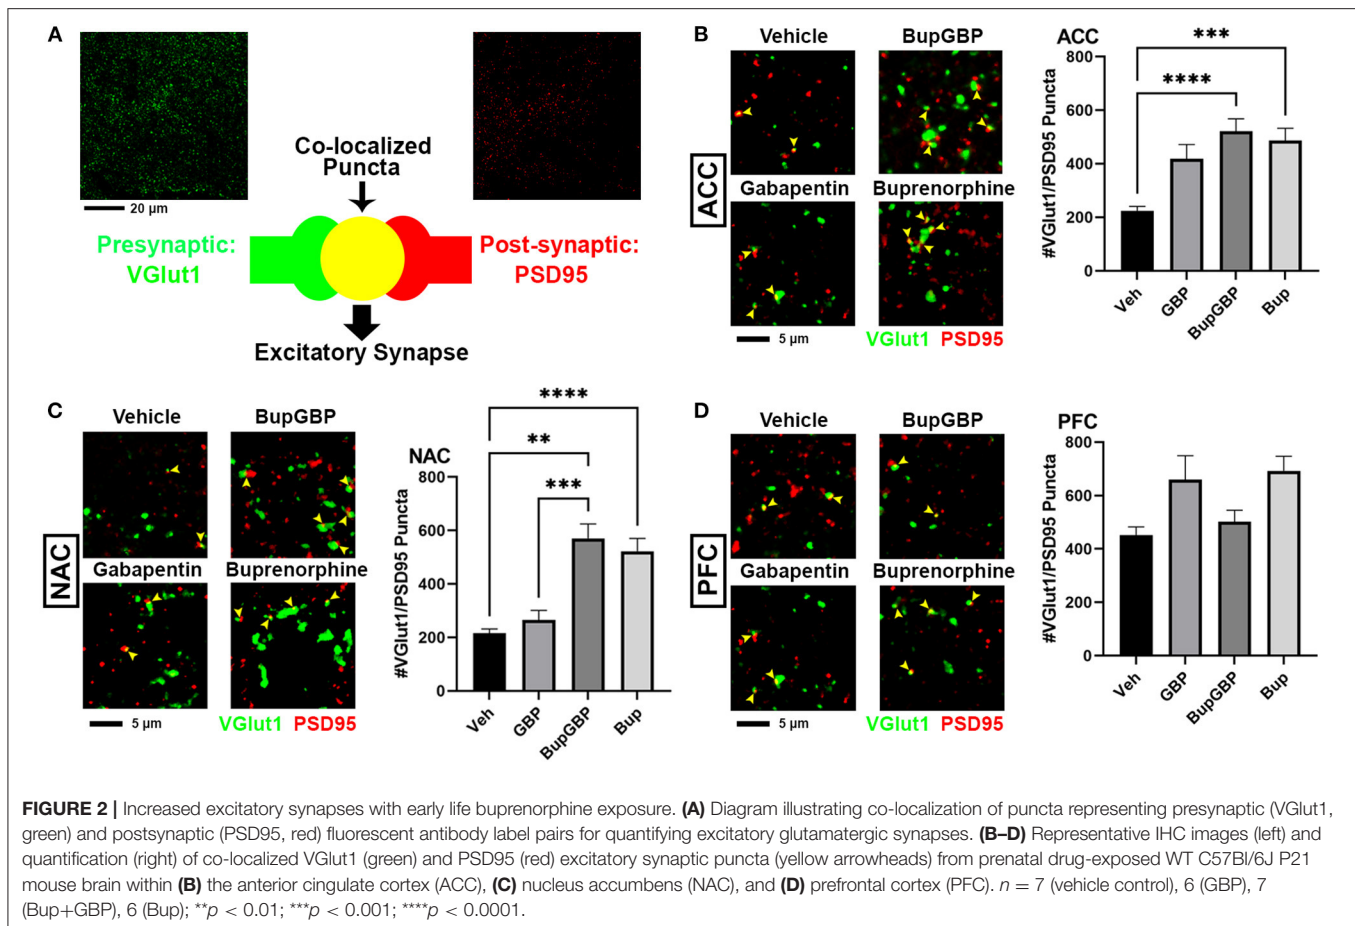 A
Co-localized
Puncta
20 µm
Presynaptic:
VGlut1
Post-synaptic:
PSD95
Excitatory Synapse
B
Vehicle
BupGBP
ACC
Gabapentin
Buprenorphine
5 µm
VGlut1 PSD95
ACC
***
****
#VGlut1/PSD95 Puncta
800
600
400
200
0
Veh
GBP
BupGBP
Bup
C
Vehicle
BupGBP
NAC
Gabapentin
Buprenorphine
5 µm
VGlut1 PSD95
NAC
****
**
***
#VGlut1/PSD95 Puncta
800
600
400
200
0
Veh
GBP
BupGBP
Bup
D
Vehicle
BupGBP
PFC
Gabapentin
Buprenorphine
5 µm
VGlut1 PSD95
PFC
#VGlut1/PSD95 Puncta
800
600
400
200
0
Veh
GBP
BupGBP
Bup
FIGURE 2 | Increased excitatory synapses with early life buprenorphine exposure. (A) Diagram illustrating co-localization of puncta representing presynaptic (VGlut1,
green) and postsynaptic (PSD95, red) fluorescent antibody label pairs for quantifying excitatory glutamatergic synapses. (B–D) Representative IHC images (left) and
quantification (right) of co-localized VGlut1 (green) and PSD95 (red) excitatory synaptic puncta (yellow arrowheads) from prenatal drug-exposed WT C57Bl/6J P21
mouse brain within (B) the anterior cingulate cortex (ACC), (C) nucleus accumbens (NAC), and (D) prefrontal cortex (PFC). n = 7 (vehicle control), 6 (GBP), 7
(Bup+GBP), 6 (Bup); **p < 0.01; ***p < 0.001; ****p < 0.0001.